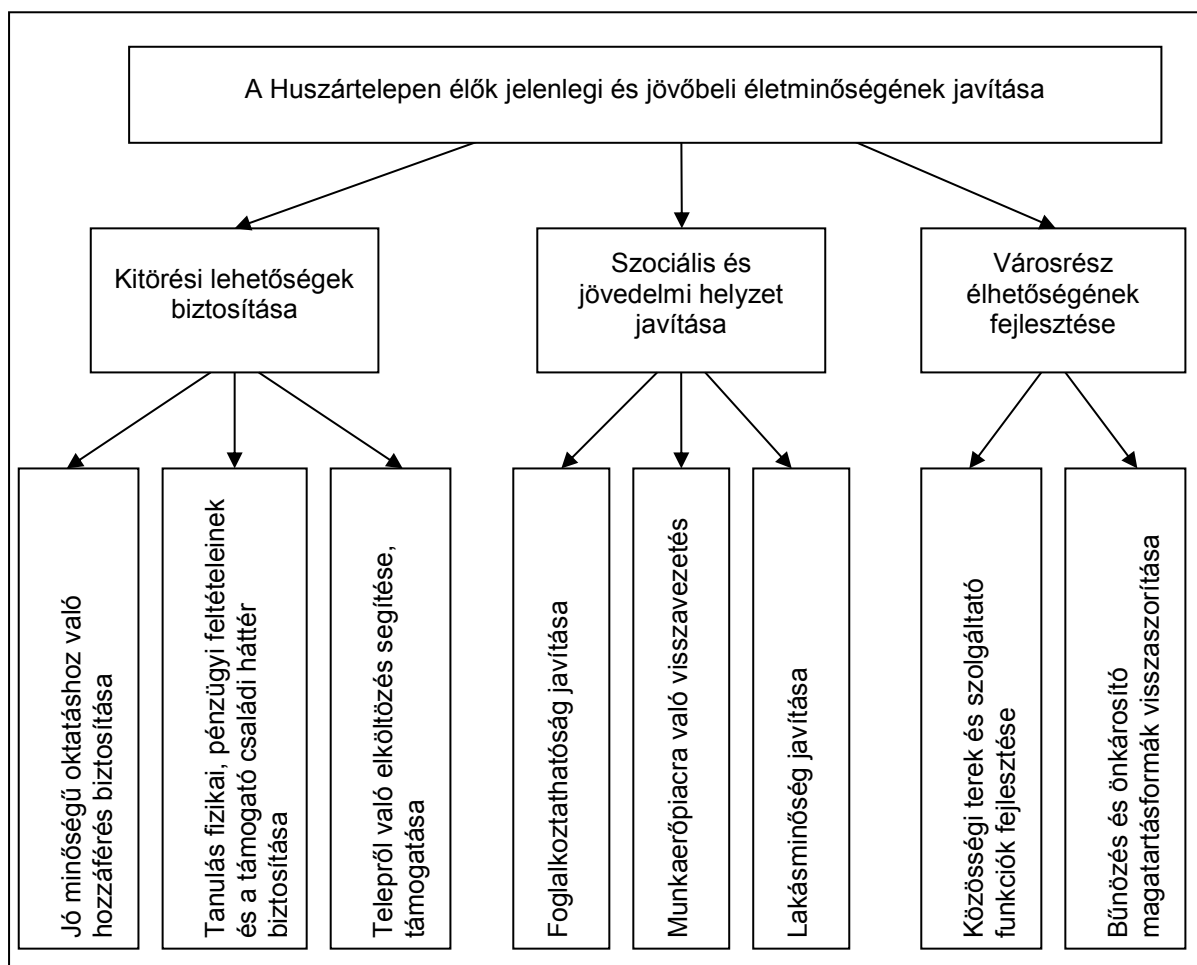 A Huszártelepen élők jelenlegi és jövőbeli életminőségének javítása
Kitörési lehetőségek
biztosítása
Szociális és
jövedelmi helyzet
javítása
Városrész
élhetőségének
fejlesztése
Jó minőségű oktatáshoz való
hozzáférés biztosítása
Tanulás fizikai, pénzügyi feltételeinek
és a támogató családi háttér
biztosítása
Telepről való elköltözés segítése,
támogatása
Foglalkoztathatóság javítása
Munkaerőpiacra való visszavezetés
Lakásminőség javítása
Közösségi terek és szolgáltató
funkciók fejlesztése
Bűnözés és önkárosító
magatartásformák visszaszorítása